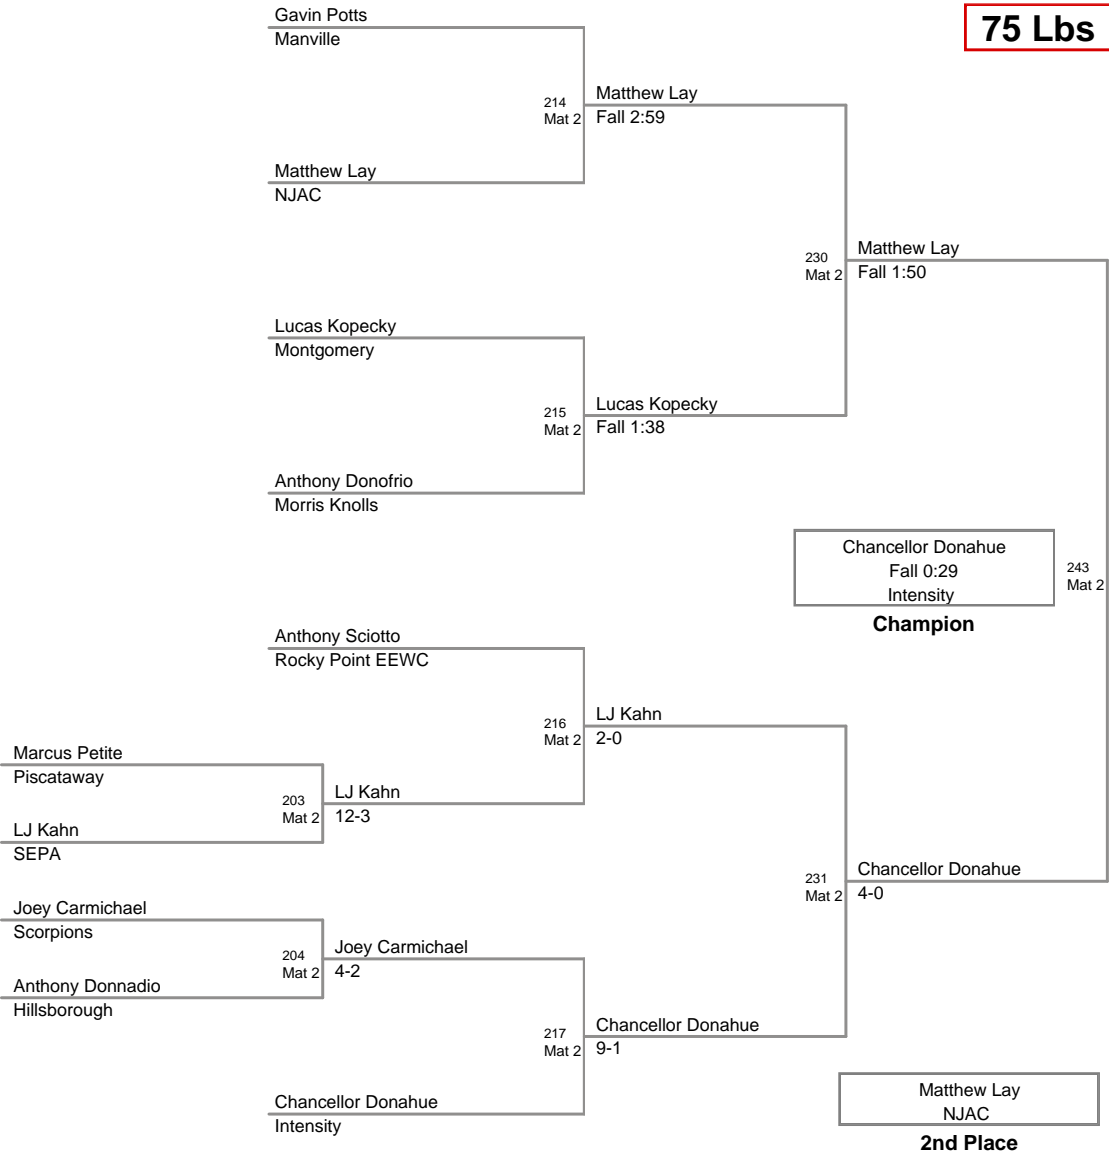 75 Lbs
Gavin Potts
Manville
214
Mat 2
Matthew Lay
Fall 2:59
Matthew Lay
NJAC
230
Mat 2
Matthew Lay
Fall 1:50
Lucas Kopecky
Montgomery
215
Mat 2
Lucas Kopecky
Fall 1:38
Anthony Donofrio
Morris Knolls
Chancellor Donahue
Fall 0:29
Intensity
Champion
243
Mat 2
Anthony Sciotto
Rocky Point EEWC
216
Mat 2
LJ Kahn
2-0
Marcus Petite
Piscataway
203
Mat 2
LJ Kahn
12-3
LJ Kahn
SEPA
231
Mat 2
Chancellor Donahue
4-0
Joey Carmichael
Scorpions
204
Mat 2
Joey Carmichael
4-2
Anthony Donnadio
Hillsborough
217
Mat 2
Chancellor Donahue
9-1
Chancellor Donahue
Intensity
Matthew Lay
NJAC
2nd Place